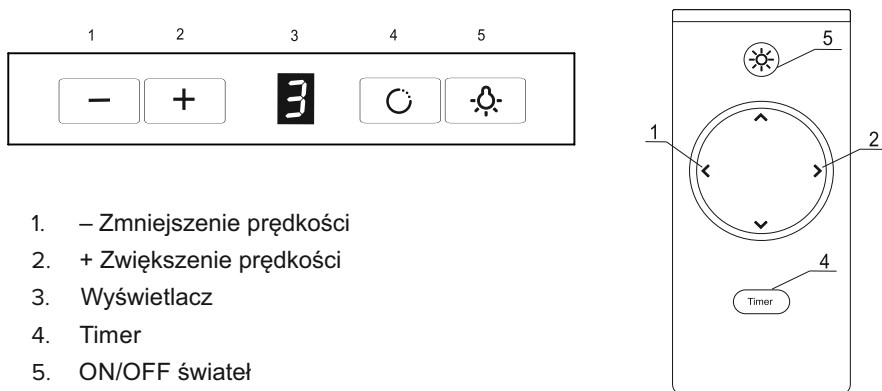 1 2 3 4 5
− + 3
1. – Zmniejszenie prędkości
2. + Zwiększenie prędkości
3. Wyświetlacz
4. Timer
5. ON/OFF świateł
5
1 2
4
Timer